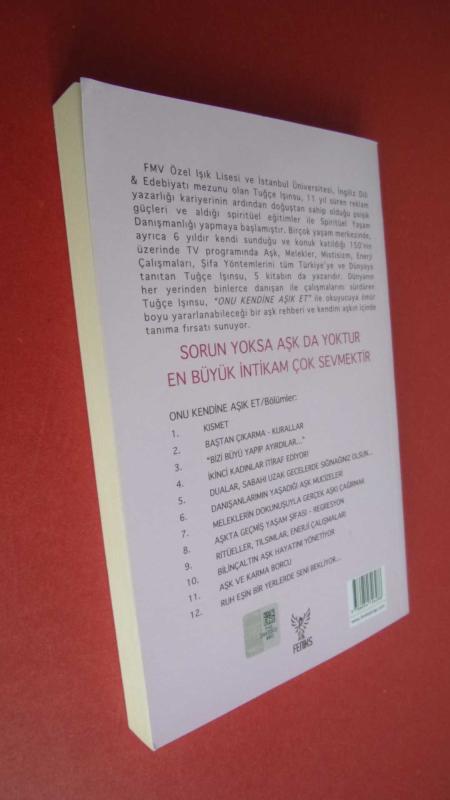 FMV Özel Işık Lisesi ve İstanbul Üniversitesi, İngiliz Dili
& Edebiyatı mezunu olan Tuğçe Işınsu, 11 yıl süren reklam
yazarlığı kariyerinin ardından doğuştan sahip olduğu psişik
güçleri ve aldığı spiritüel eğitimler ile Spiritüel Yaşam
Danışmanlığı yapmaya başlamıştır. Birçok yaşam merkezinde,
ayrıca 6 yıldır kendi sunduğu ve konuk katıldığı 150'nin
üzerinde TV programında Aşk, Melekler, Mistisizm, Enerji
Çalışmaları, Şifa Yöntemlerini tüm Türkiye'ye ve Dünyaya
tanıtan Tuğçe Işınsu, 5 kitabın da yazarıdır. Dünyanın
her yerinden binlerce danışan ile çalışmalarını sürdüren
Tuğçe Işınsu, "ONU KENDİNE AŞIK ET" ile okuyucuya ömür
boyu yararlanabileceği bir aşk rehberi ve kendini aşkın içinde
tanıma fırsatı sunuyor.
SORUN YOKSA AŞK DA YOKTUR
EN BÜYÜK İNTİKAM ÇOK SEVMEKTİR
ONU KENDİNE AŞIK ET/Bölümler:
1. KISMET
2. BAŞTAN ÇIKARMA - KURALLAR
3. "BİZİ BÜYÜ YAPIP AYIRDILAR..."
4. İKİNCİ KADINLAR İTİRAF EDİYOR!
5. DUALAR, SABAHI UZAK GECELERDE SIĞINAĞINIZ OLSUN...
6. DANIŞANLARIMIN YAŞADIĞI AŞK MUCİZELERİ
7. MELEKLERİN DOKUNUŞUYLA GERÇEK AŞKI ÇAĞIRMAK
8. AŞKTA GEÇMİŞ YAŞAM ŞİFASI - REGRESYON
9. RİTÜELLER, TILSIMLAR, ENERJİ ÇALIŞMALARI
10. BİLİNÇALTIN AŞK HAYATINI YÖNETİYOR
11. AŞK VE KARMA BORCU
12. RUH EŞİN BİR YERLERDE SENİ BEKLİYOR...
FENİKS